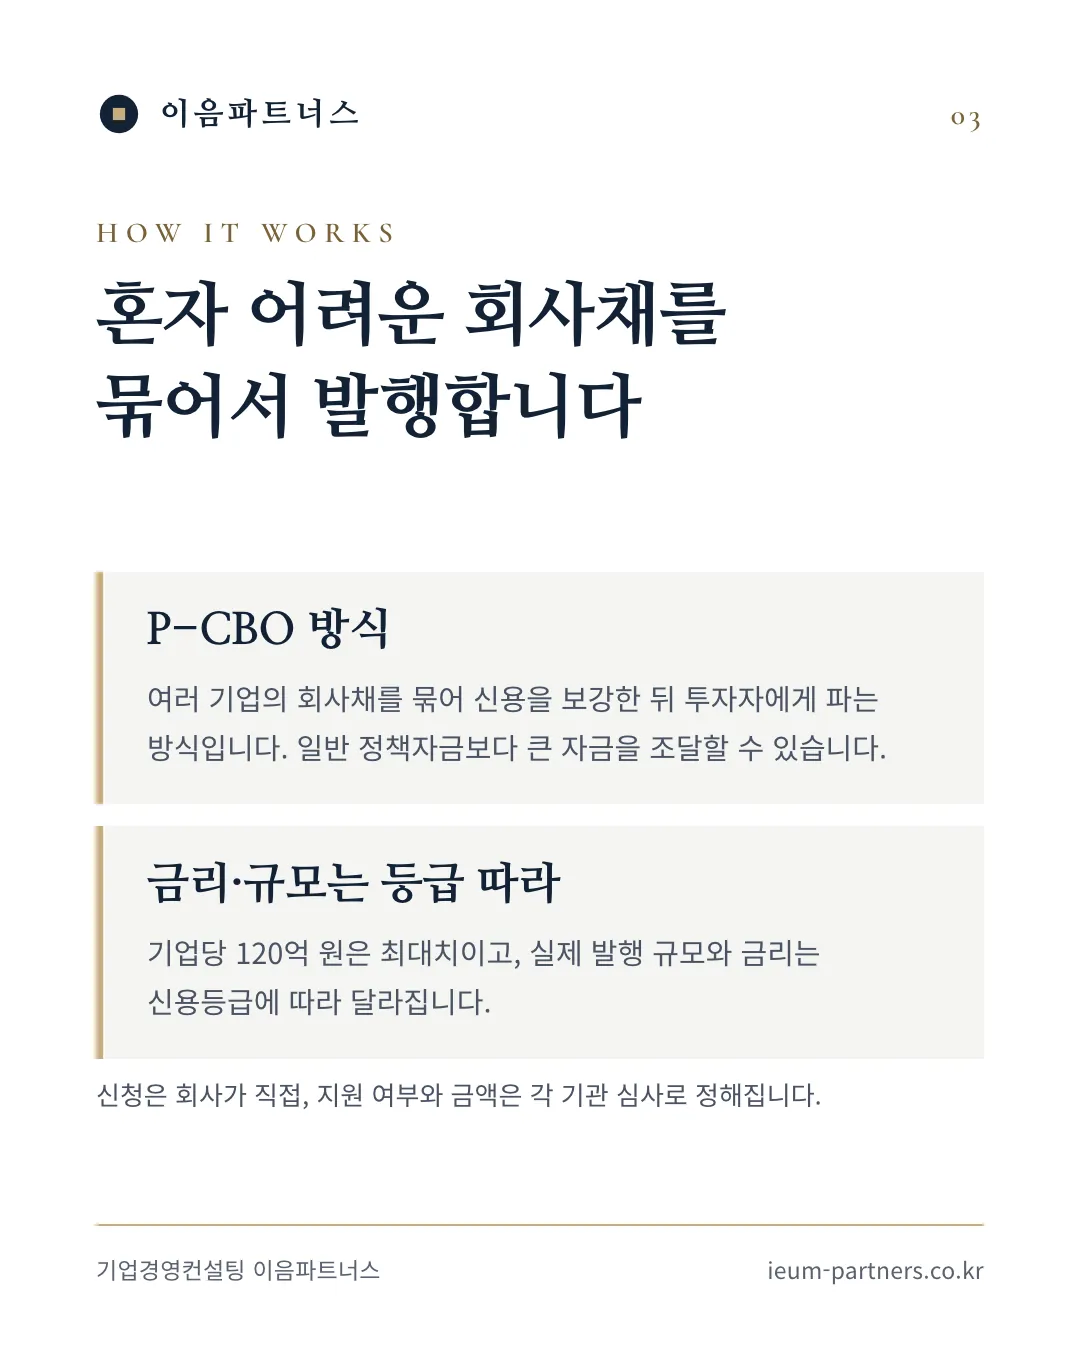 이음파트너스
03
HOW IT WORKS
혼자 어려운 회사채를
묶어서 발행합니다
P-CBO 방식
여러 기업의 회사채를 묶어 신용을 보강한 뒤 투자자에게 파는
방식입니다. 일반 정책자금보다 큰 자금을 조달할 수 있습니다.
금리·규모는 등급 따라
기업당 120억 원은 최대치이고, 실제 발행 규모와 금리는
신용등급에 따라 달라집니다.
신청은 회사가 직접, 지원 여부와 금액은 각 기관 심사로 정해집니다.
기업경영컨설팅 이음파트너스
ieum-partners.co.kr